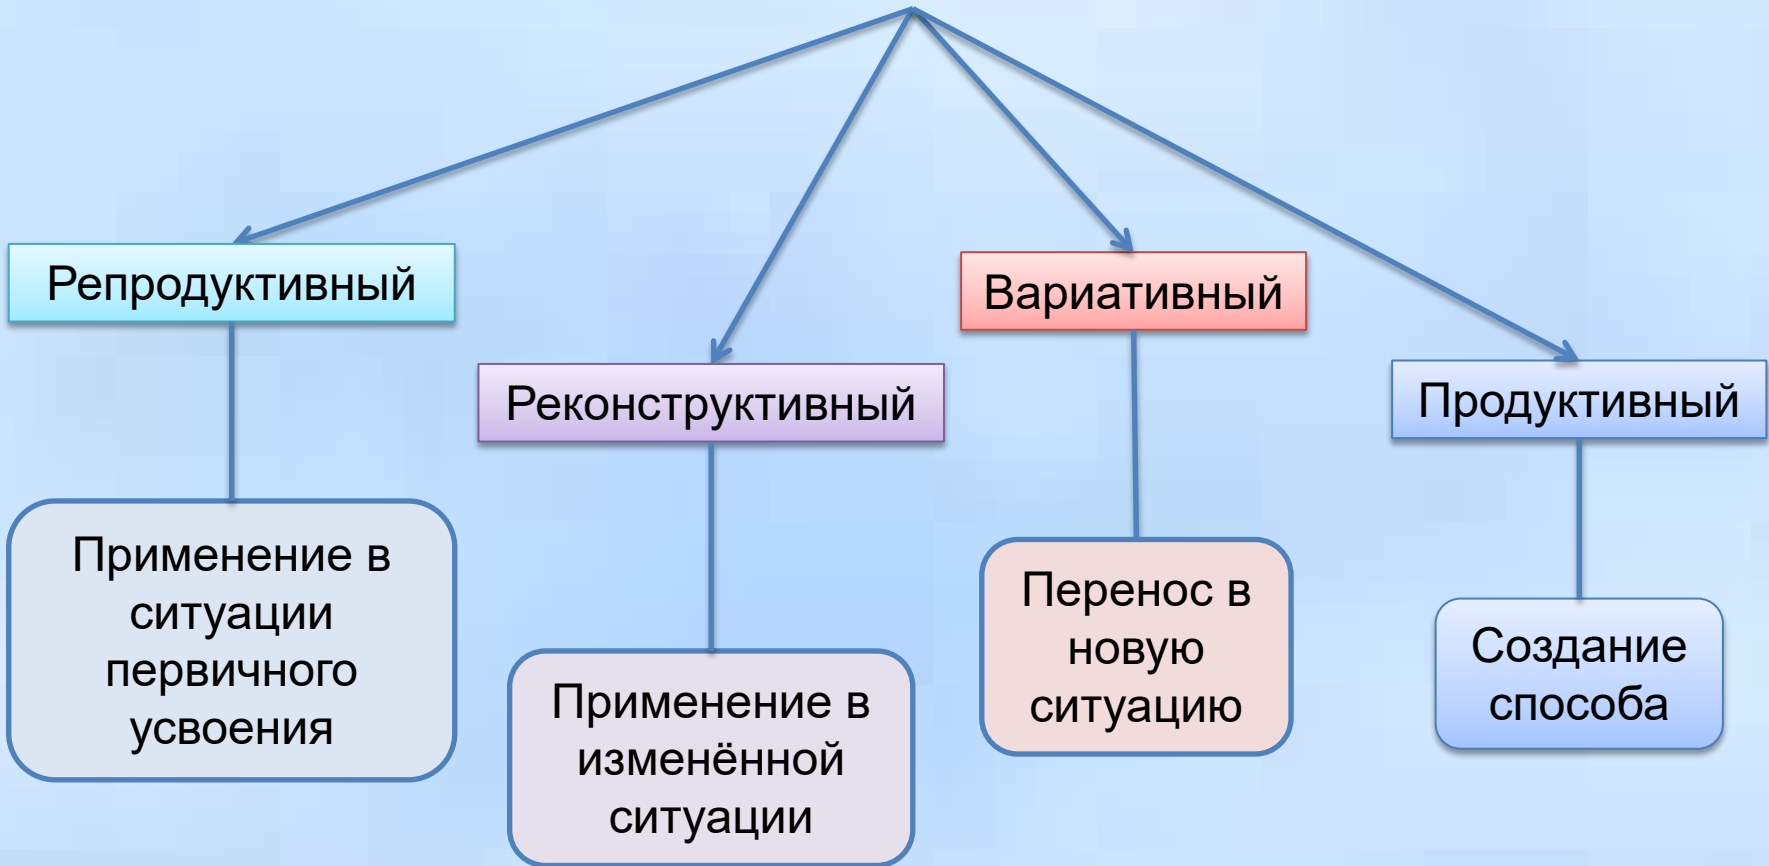 Репродуктивный
Применение в
ситуации
первичного
усвоения
Реконструктивный
Применение в
изменённой
ситуации
Вариативный
Перенос в
новую
ситуацию
Продуктивный
Создание
способа